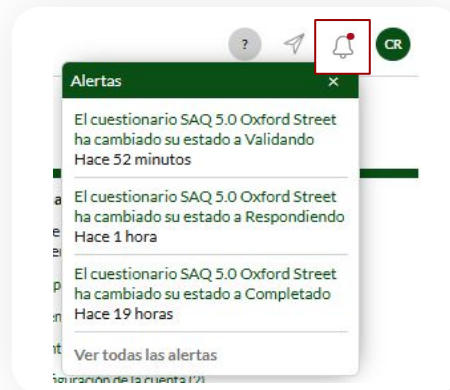 ?
CR
Alertas ×
El cuestionario SAQ 5.0 Oxford Street
ha cambiado su estado a Validando
Hace 52 minutos
El cuestionario SAQ 5.0 Oxford Street
ha cambiado su estado a Respondiendo
Hace 1 hora
El cuestionario SAQ 5.0 Oxford Street
ha cambiado su estado a Completado
Hace 19 horas
Ver todas las alertas